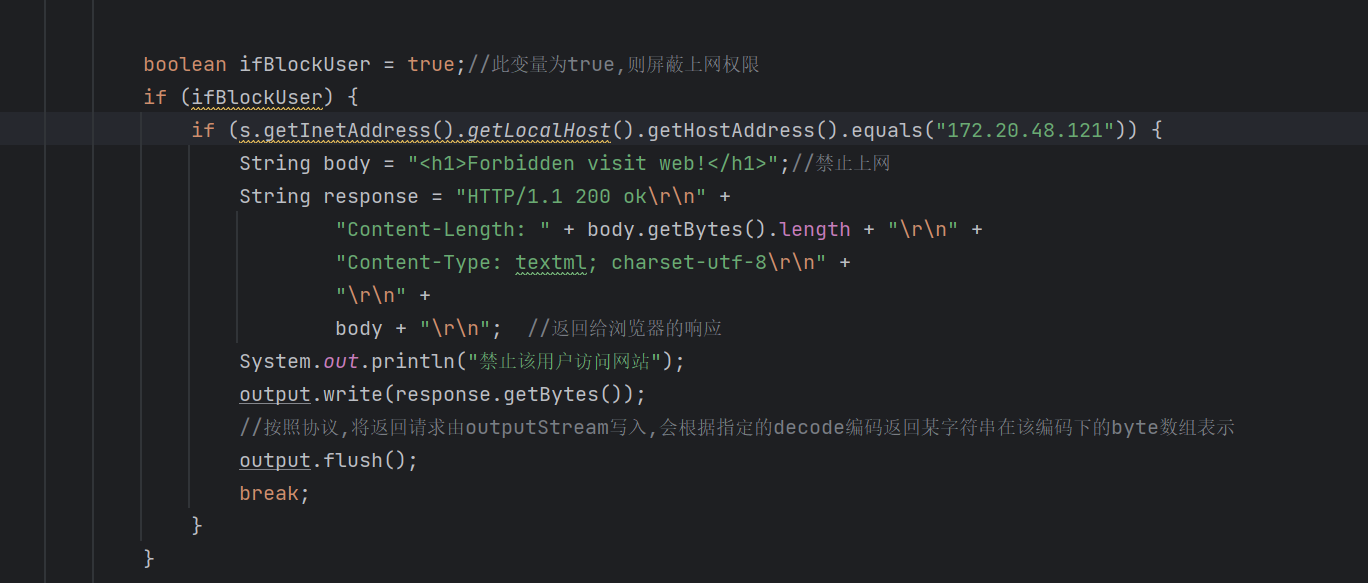 boolean ifBlockUser = true;//此变量为true,则屏蔽上网权限
if (ifBlockUser) {
if (s.getInetAddress().getLocalHost().getHostAddress().equals("172.20.48.121")) {
String body = "<h1>Forbidden visit web!</h1>";//禁止上网
String response = "HTTP/1.1 200 ok\r\n" +
"Content-Length: " + body.getBytes().length + "\r\n" +
"Content-Type: textml; charset-utf-8\r\n" +
"\r\n" +
body + "\r\n";  //返回给浏览器的响应
System.out.println("禁止该用户访问网站");
output.write(response.getBytes());
//按照协议,将返回请求由outputStream写入,会根据指定的decode编码返回某字符串在该编码下的byte数组表示
output.flush();
break;
}
}